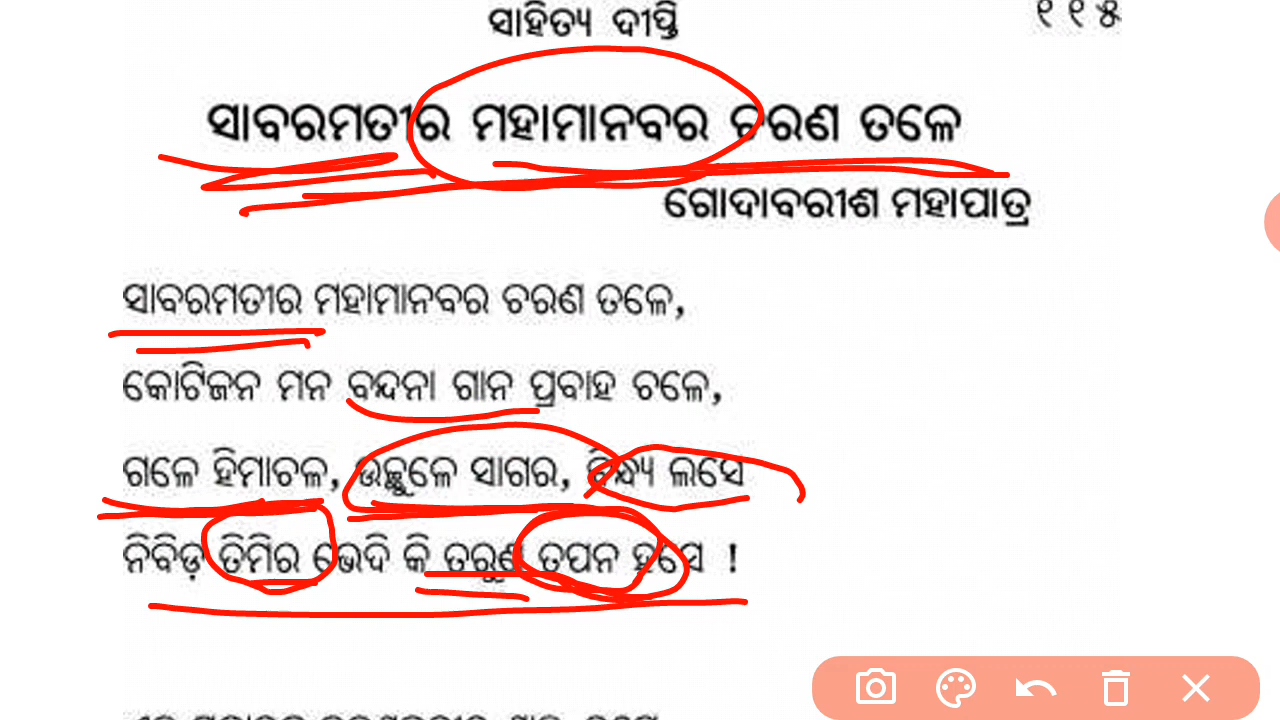 ସାହିତ୍ୟ ଦୀପ୍ତି ୧୧୫
ସାବରମତୀର ମହାମାନବର ଚରଣ ତଳେ
ଗୋଦାବରୀଶ ମହାପାତ୍ର
ସାବରମତୀର ମହାମାନବର ଚରଣ ତଳେ,
କୋଟିଜନ ମନ ବନ୍ଦନା ଗାନ ପ୍ରବାହ ଚଳେ,
ଗଳେ ହିମାଚଳ, ଉଚ୍ଛୁଳେ ସାଗର, ବିନ୍ଧ୍ୟ ଲସେ
ନିବିଡ଼ ତିମିର ଭେଦି କି ତରୁଣ ତପନ ହସେ !